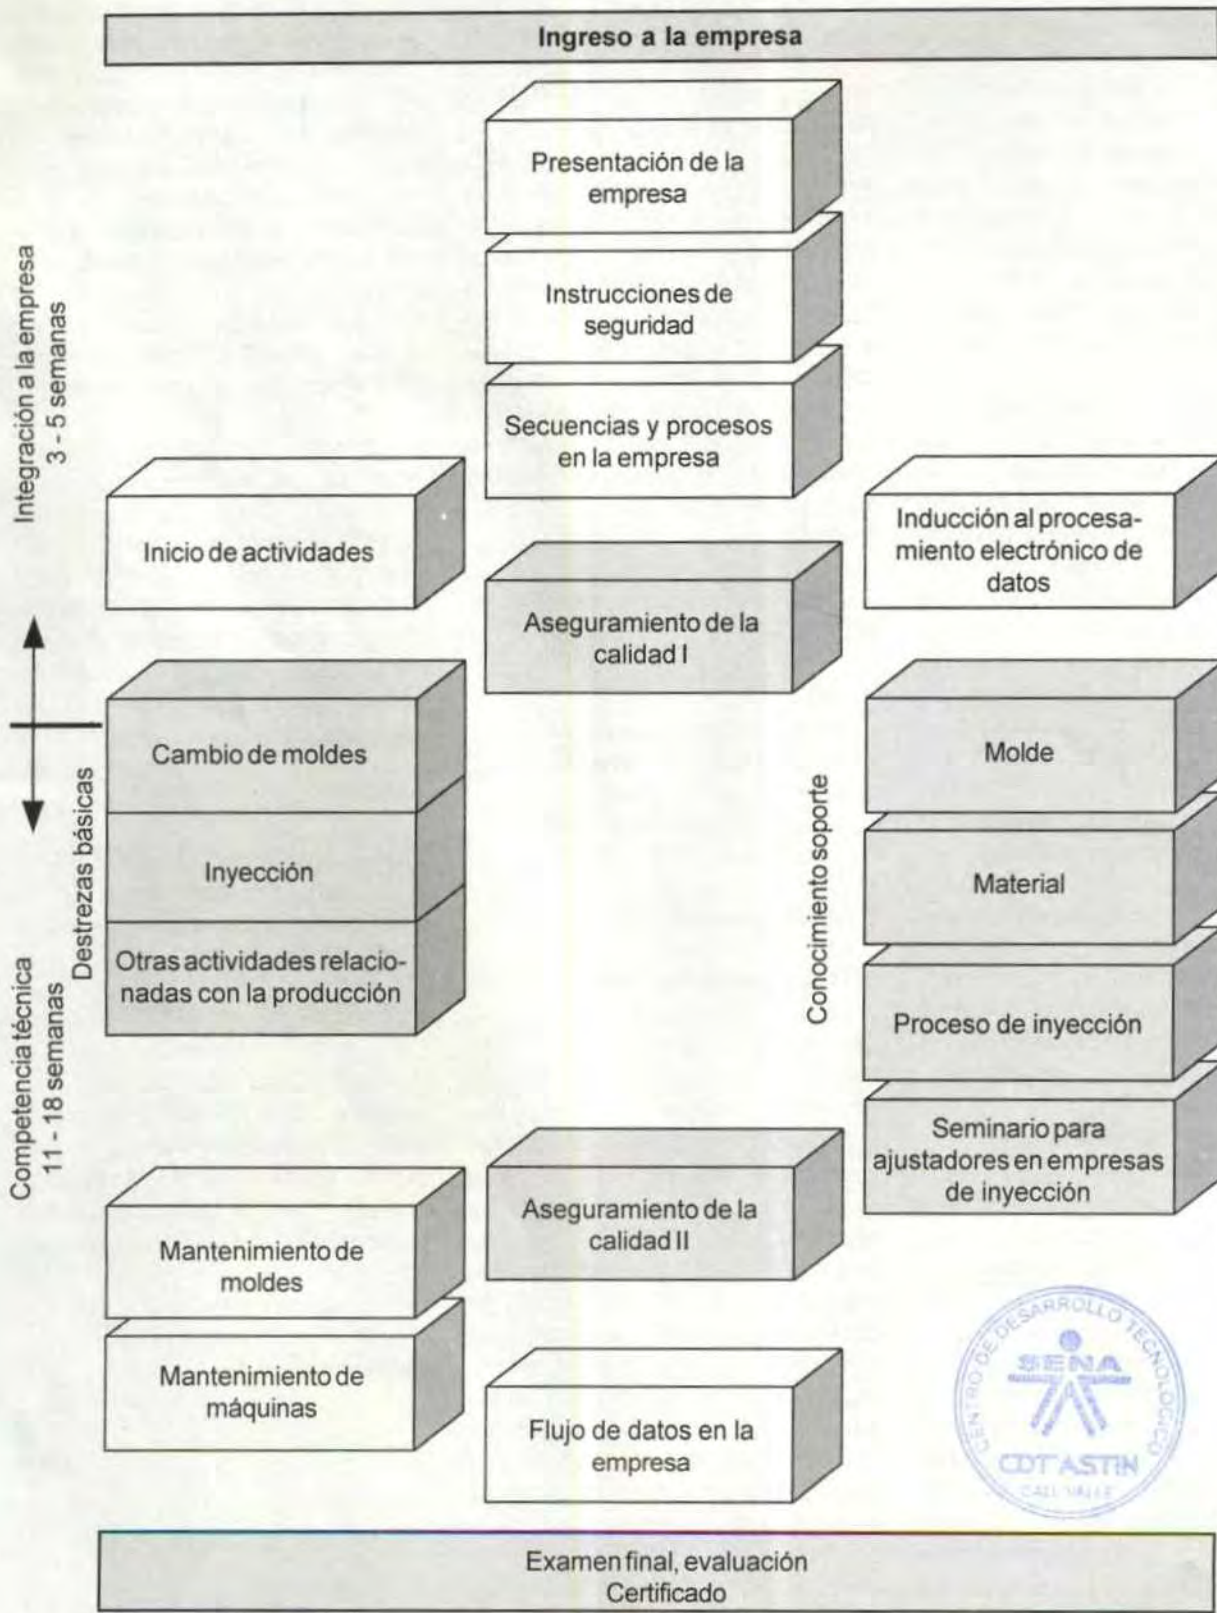 Ingreso a la empresa
Presentación de la
empresa
Instrucciones de
seguridad
Secuencias y procesos
en la empresa
Integración a la empresa
3 - 5 semanas
Inicio de actividades
Inducción al procesa-
miento electrónico de
datos
Aseguramiento de la
calidad I
Destrezas básicas
Cambio de moldes
Inyección
Otras actividades relacio-
nadas con la producción
Conocimiento soporte
Molde
Material
Proceso de inyección
Seminario para
ajustadores en empresas
de inyección
Competencia técnica
11 - 18 semanas
Aseguramiento de la
calidad II
Mantenimiento de
moldes
Mantenimiento de
máquinas
Flujo de datos en la
empresa
CENTRO DE DESARROLLO TECNOLOGICO
SENA
CDT ASTIN
CALI VALLE
Examen final, evaluación
Certificado